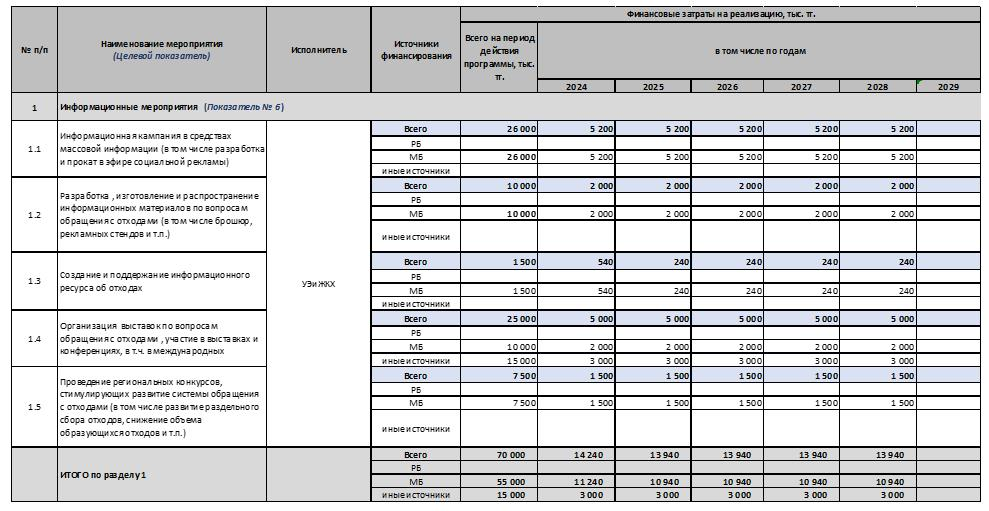 Финансовые затраты на реализацию, тыс. тг.
№ п/п Наименование мероприятия (Целевой показатель) Исполнитель Источники финансирования Всего на период действия программы, тыс. тг. в том числе по годам
2024 2025 2026 2027 2028 2029
1 Информационные мероприятия (Показатель № 6)
1.1 Информационная кампания в средствах массовой информации (в том числе разработка и прокат в эфире социальной рекламы) УЭиЖКХ
Всего 26 000 5 200 5 200 5 200 5 200 5 200
РБ
МБ 26 000 5 200 5 200 5 200 5 200 5 200
иные источники
1.2 Разработка , изготовление и распространение информационных материалов по вопросам обращения с отходами (в том числе брошюр, рекламных стендов и т.п.)
Всего 10 000 2 000 2 000 2 000 2 000 2 000
РБ
МБ 10 000 2 000 2 000 2 000 2 000 2 000
иные источники
1.3 Создание и поддержание информационного ресурса об отходах
Всего 1 500 540 240 240 240 240
РБ
МБ 1 500 540 240 240 240 240
иные источники
1.4 Организация выставок по вопросам обращения с отходами , участие в выставках и конференциях, в т.ч. в международных
Всего 25 000 5 000 5 000 5 000 5 000 5 000
РБ
МБ 10 000 2 000 2 000 2 000 2 000 2 000
иные источники 15 000 3 000 3 000 3 000 3 000 3 000
1.5 Проведение региональных конкурсов, стимулирующих развитие системы обращения с отходами (в том числе развитие раздельного сбора отходов, снижение объема образующихся отходов и т.п.)
Всего 7 500 1 500 1 500 1 500 1 500 1 500
РБ
МБ 7 500 1 500 1 500 1 500 1 500 1 500
иные источники
ИТОГО по разделу 1
Всего 70 000 14 240 13 940 13 940 13 940 13 940
РБ
МБ 55 000 11 240 10 940 10 940 10 940 10 940
иные источники 15 000 3 000 3 000 3 000 3 000 3 000